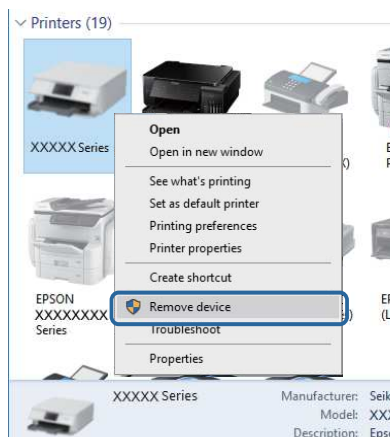 Printers (19)
XXXXX Series
Open
Open in new window
See what's printing
Set as default printer
Printing preferences
Printer properties
Create shortcut
Remove device
Troubleshoot
Properties
EPSON
XXXXXXXX
Series
XXXXX Series
Manufacturer:
Model:
Description: